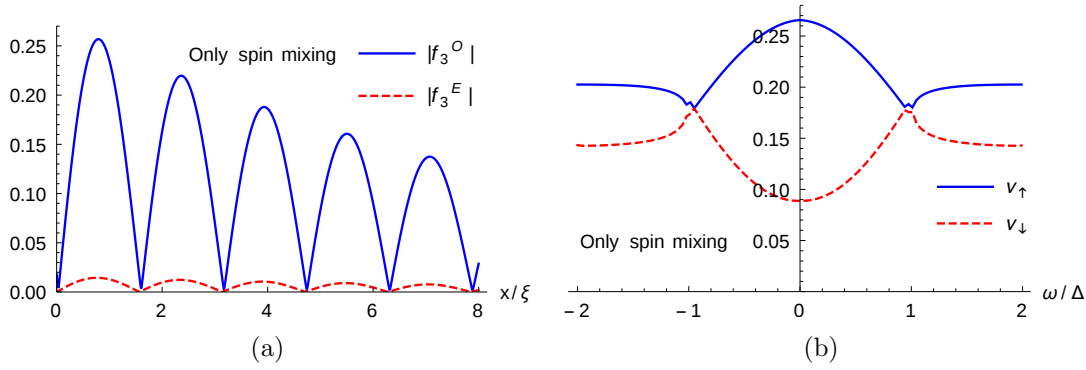 Only spin mixing
|f₃ᴼ|
|f₃ᴱ|
0.25
0.20
0.15
0.10
0.05
0.00
0 2 4 6 8
x/ξ
(a)
0.25
0.20
0.15
0.10
0.05
v↑
v↓
Only spin mixing
−2 −1 0 1 2
ω/Δ
(b)